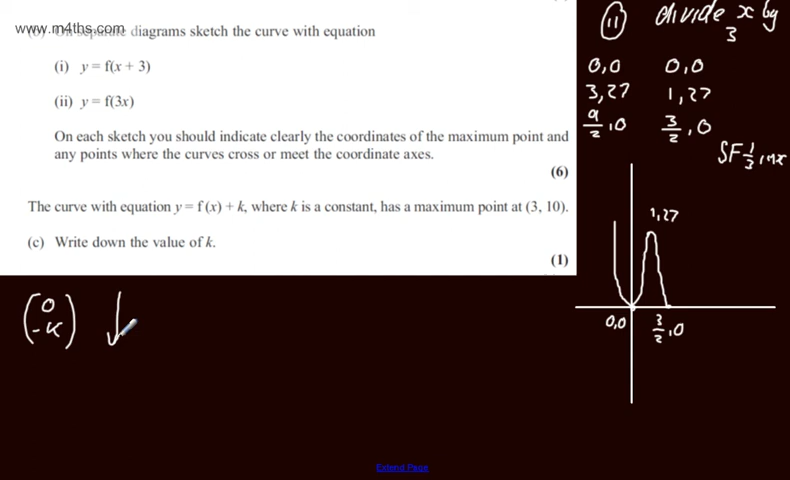 www.m4ths.com
diagrams sketch the curve with equation
(i) y = f(x + 3)
(ii) y = f(3x)
On each sketch you should indicate clearly the coordinates of the maximum point and
any points where the curves cross or meet the coordinate axes.
(6)
The curve with equation y = f (x) + k, where k is a constant, has a maximum point at (3, 10).
(c) Write down the value of k.
(1)
(ii) divide x by
3
0,0 0,0
3,27 1,27
9/2,0 3/2,0
SF 1/3 in x
1,27
0,0 3/2,0
(0
-k)
Extend Page